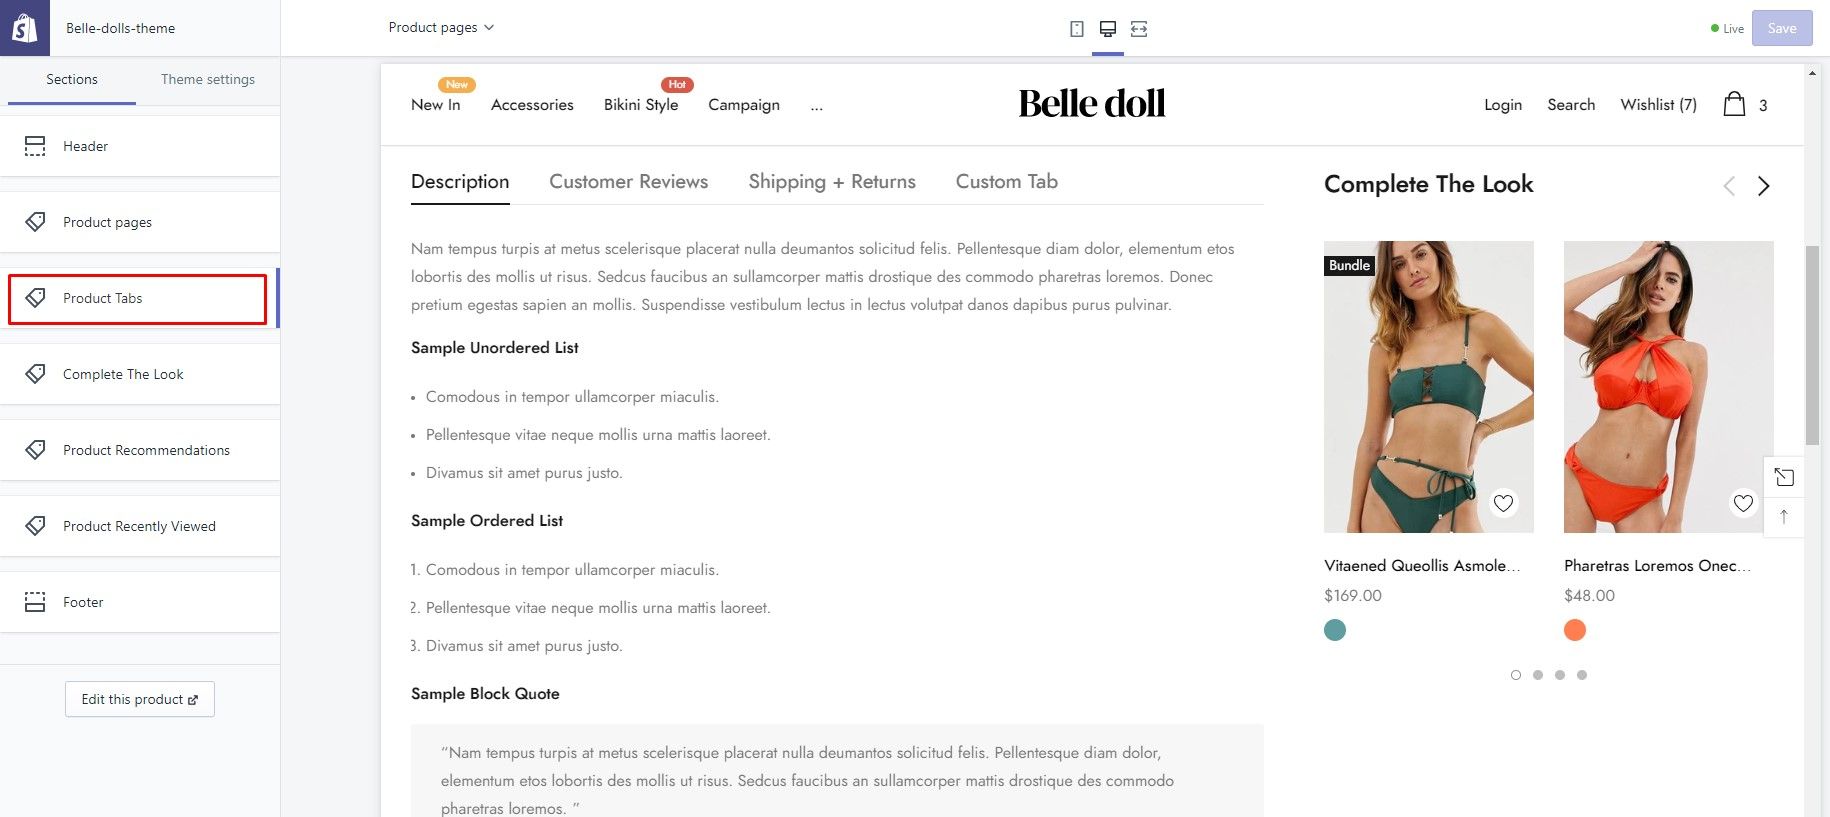 Belle-dolls-theme
Product pages
Live
Save
Sections
Theme settings
Header
Product pages
Product Tabs
Complete The Look
Product Recommendations
Product Recently Viewed
Footer
Edit this product
New
Hot
New In
Accessories
Bikini Style
Campaign
...
Belle doll
Login
Search
Wishlist (7)
3
Description
Customer Reviews
Shipping + Returns
Custom Tab
Nam tempus turpis at metus scelerisque placerat nulla deumantos solicitud felis. Pellentesque diam dolor, elementum etos
lobortis des mollis ut risus. Sedcus faucibus an sullamcorper mattis drostique des commodo pharetras loremos. Donec
pretium egestas sapien an mollis. Suspendisse vestibulum lectus in lectus volutpat danos dapibus purus pulvinar.
Sample Unordered List
• Comodous in tempor ullamcorper miaculis.
• Pellentesque vitae neque mollis urna mattis laoreet.
• Divamus sit amet purus justo.
Sample Ordered List
1. Comodous in tempor ullamcorper miaculis.
2. Pellentesque vitae neque mollis urna mattis laoreet.
3. Divamus sit amet purus justo.
Sample Block Quote
“Nam tempus turpis at metus scelerisque placerat nulla deumantos solicitud felis. Pellentesque diam dolor,
elementum etos lobortis des mollis ut risus. Sedcus faucibus an sullamcorper mattis drostique des commodo
pharetras loremos. ”
Complete The Look
Bundle
Vitaened Queollis Asmole...
$169.00
Pharetras Loremos Onec...
$48.00